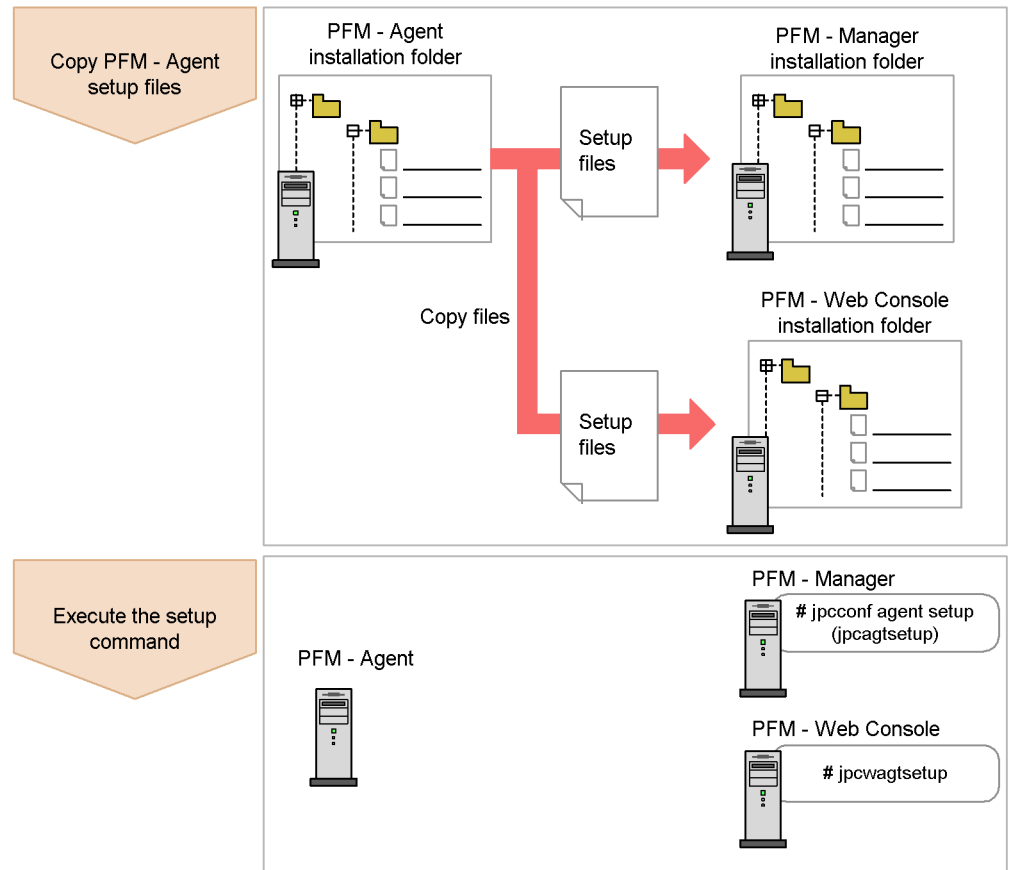 Copy PFM - Agent
setup files
PFM - Agent
installation folder
PFM - Manager
installation folder
Setup
files
Copy files
PFM - Web Console
installation folder
Setup
files
Execute the setup
command
PFM - Agent
PFM - Manager
# jpcconf agent setup
(jpcagtsetup)
PFM - Web Console
# jpcwagtsetup